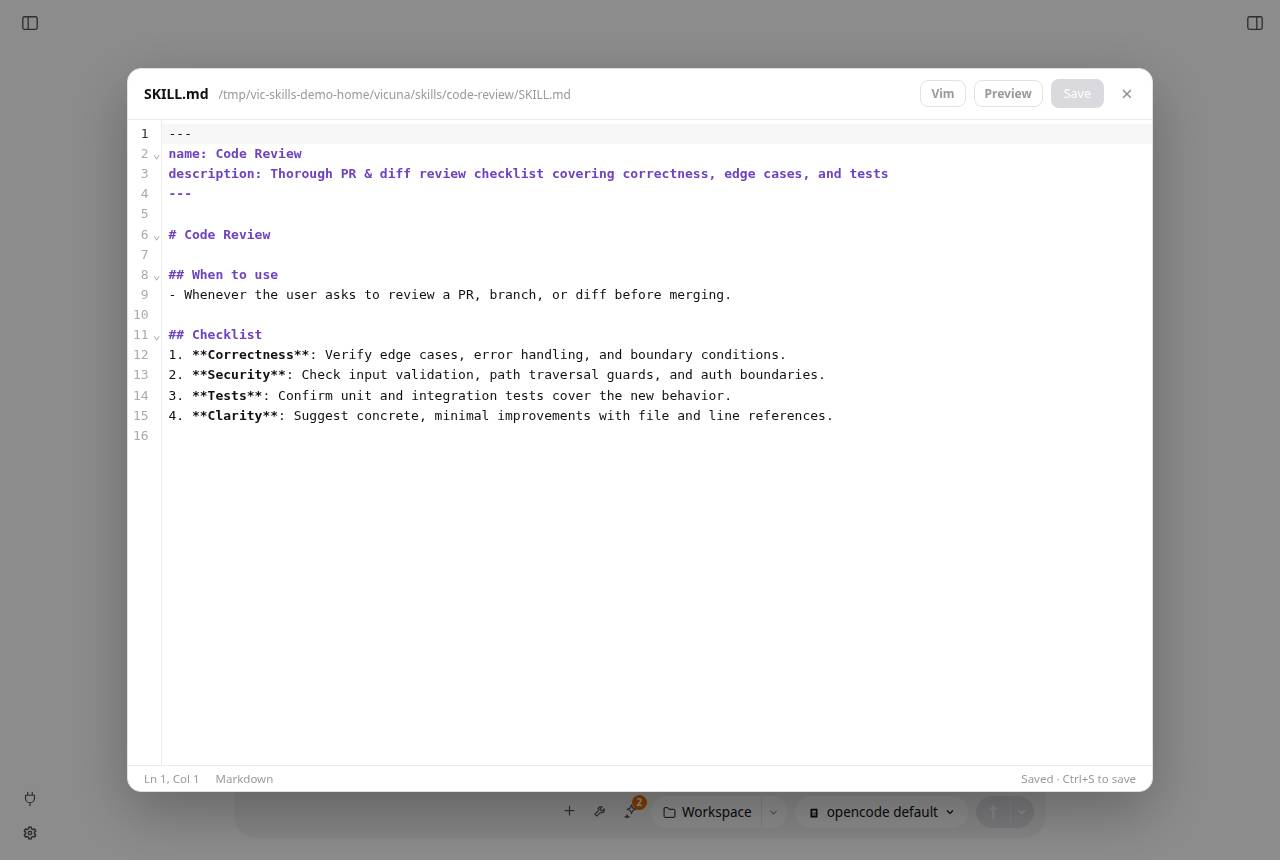 SKILL.md /tmp/vic-skills-demo-home/vicuna/skills/code-review/SKILL.md Vim Preview Save
1 ---
2 name: Code Review
3 description: Thorough PR & diff review checklist covering correctness, edge cases, and tests
4 ---
5
6 # Code Review
7
8 ## When to use
9 - Whenever the user asks to review a PR, branch, or diff before merging.
10
11 ## Checklist
12 1. **Correctness**: Verify edge cases, error handling, and boundary conditions.
13 2. **Security**: Check input validation, path traversal guards, and auth boundaries.
14 3. **Tests**: Confirm unit and integration tests cover the new behavior.
15 4. **Clarity**: Suggest concrete, minimal improvements with file and line references.
16
Ln 1, Col 1 Markdown Saved · Ctrl+S to save
2 Workspace opencode default